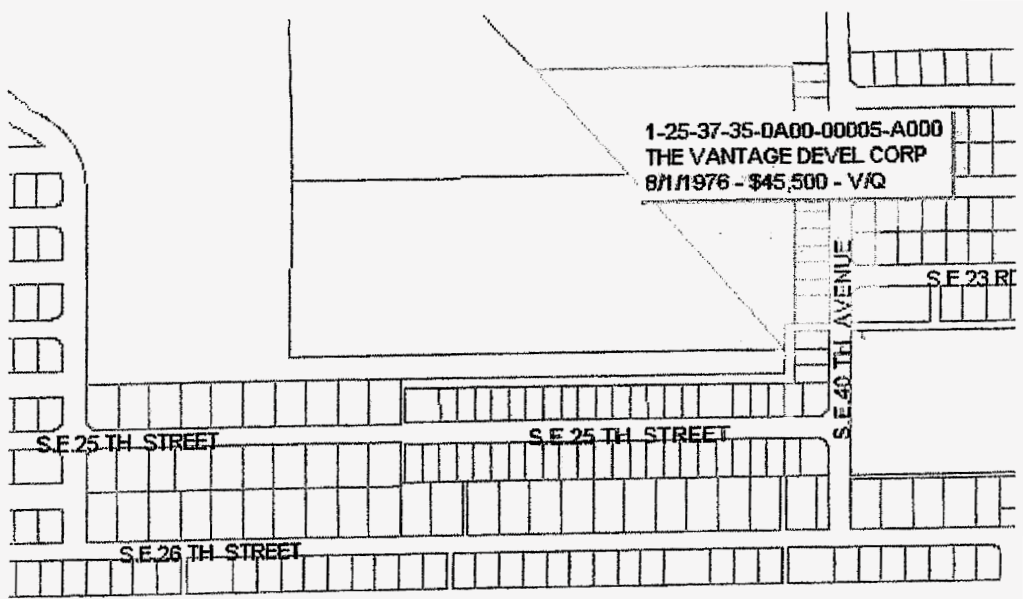 1-25-37-35-0A00-00005-A000
THE VANTAGE DEVEL CORP
8/1/1976 - $45,500 - V/Q
S.E.23 RD
S.E.40 TH AVENUE
S.E.25 TH STREET
S.E.25 TH STREET
S.E.26 TH STREET